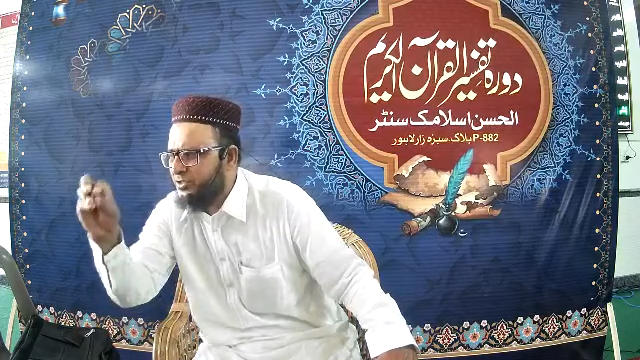 دورہ تفسیر القرآن الکریم
الحسن اسلامک سنٹر
P-882 بلاک سبزہ زار لاہور